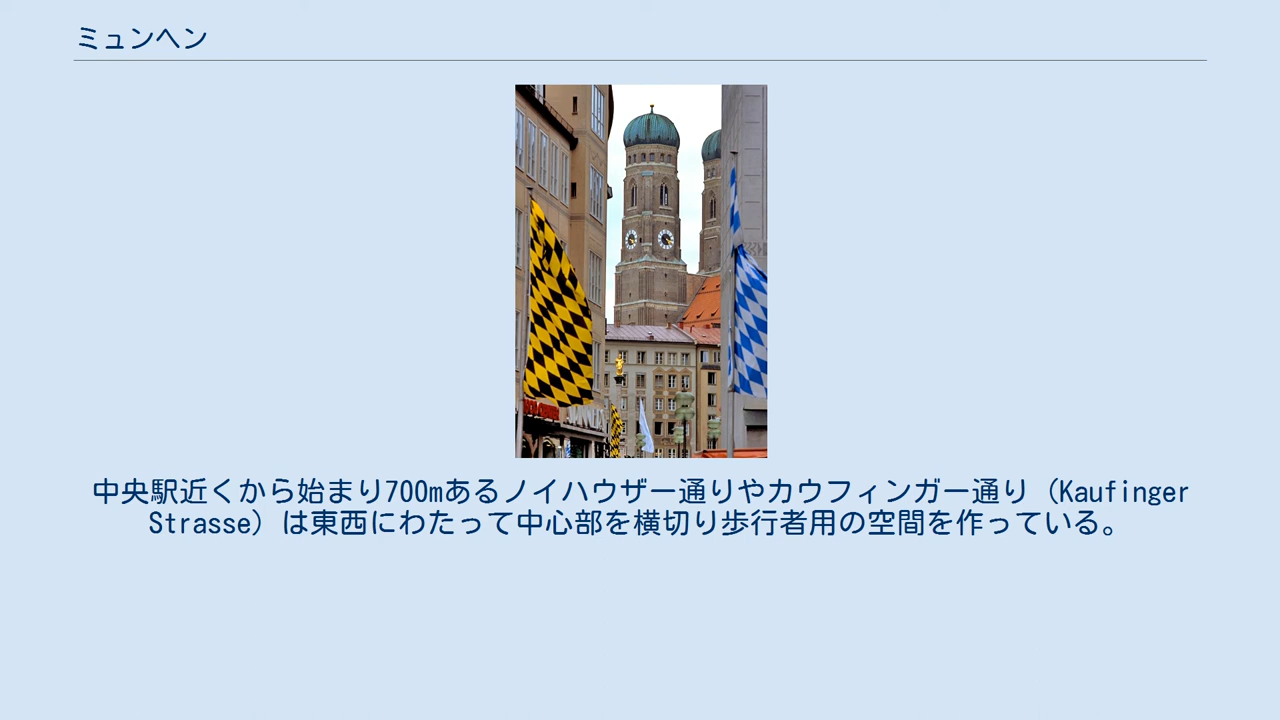 ミュンヘン
中央駅近くから始まり700mあるノイハウザー通りやカウフィンガー通り（Kaufinger
Strasse）は東西にわたって中心部を横切り歩行者用の空間を作っている。